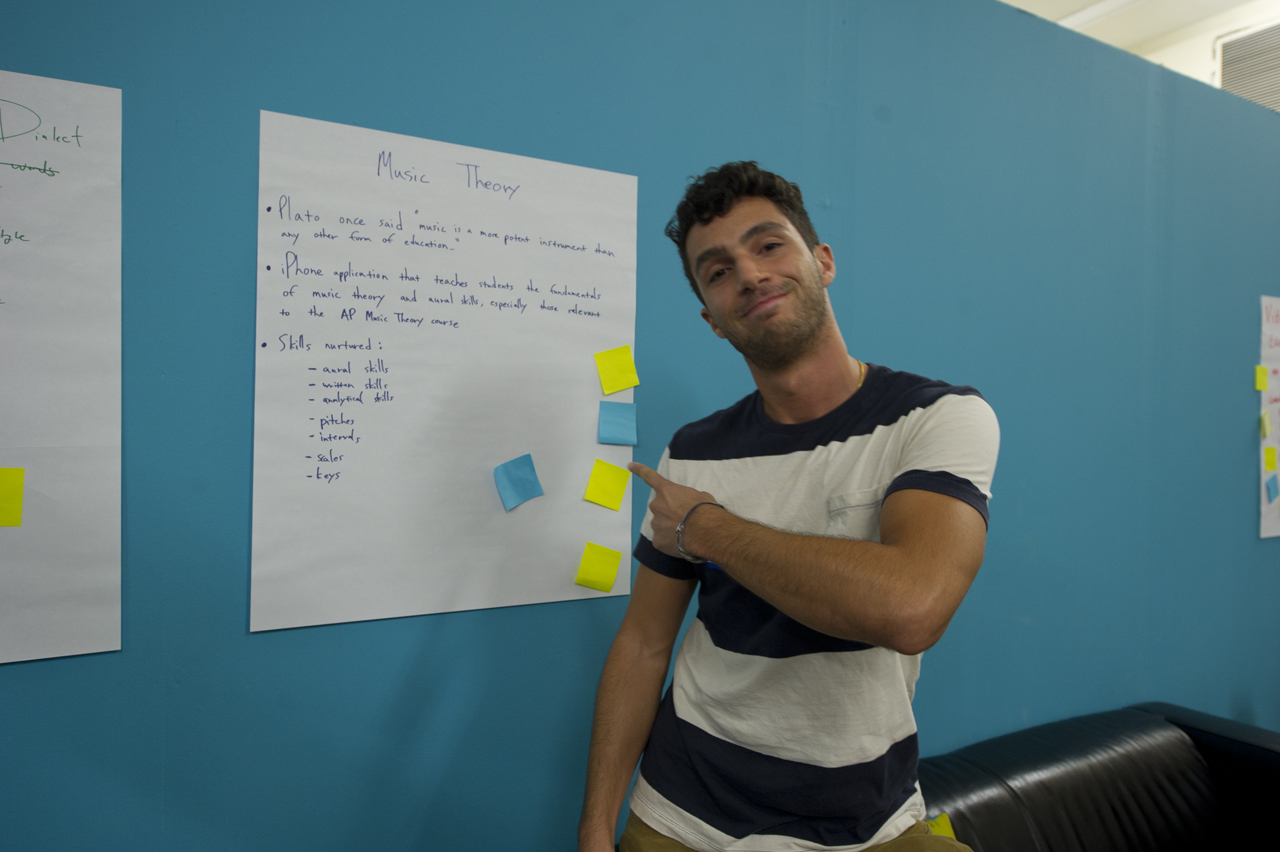 Dialect
words
Music Theory
• Plato once said "music is a more potent instrument than
any other form of education."
• iPhone application that teaches students the fundamentals
of music theory and aural skills, especially those relevant
to the AP Music Theory course
• Skills nurtured:
- aural skills
- written skills
- analytical skills
- pitches
- intervals
- scales
- keys